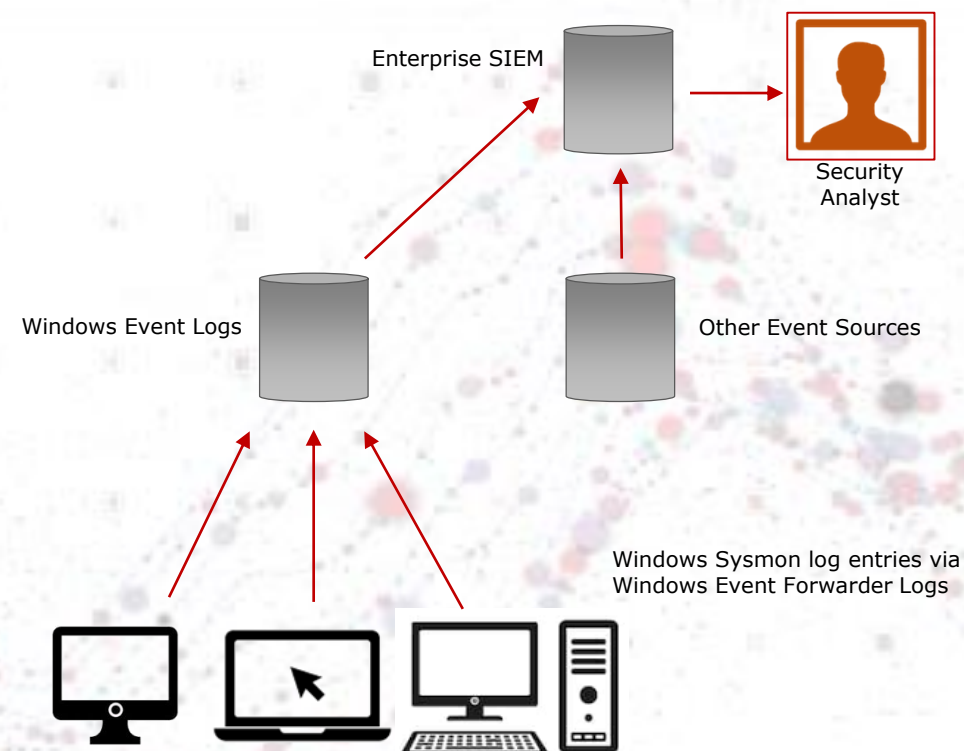 Enterprise SIEM
Security
Analyst
Windows Event Logs
Other Event Sources
Windows Sysmon log entries via
Windows Event Forwarder Logs